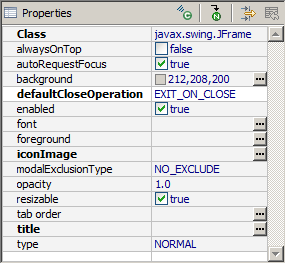 Properties
Class javax.swing.JFrame
alwaysOnTop false
autoRequestFocus true
background 212,208,200 ...
defaultCloseOperation EXIT_ON_CLOSE
enabled true
font ...
foreground ...
iconImage ...
modalExclusionType NO_EXCLUDE
opacity 1.0
resizable true
tab order ...
title ...
type NORMAL